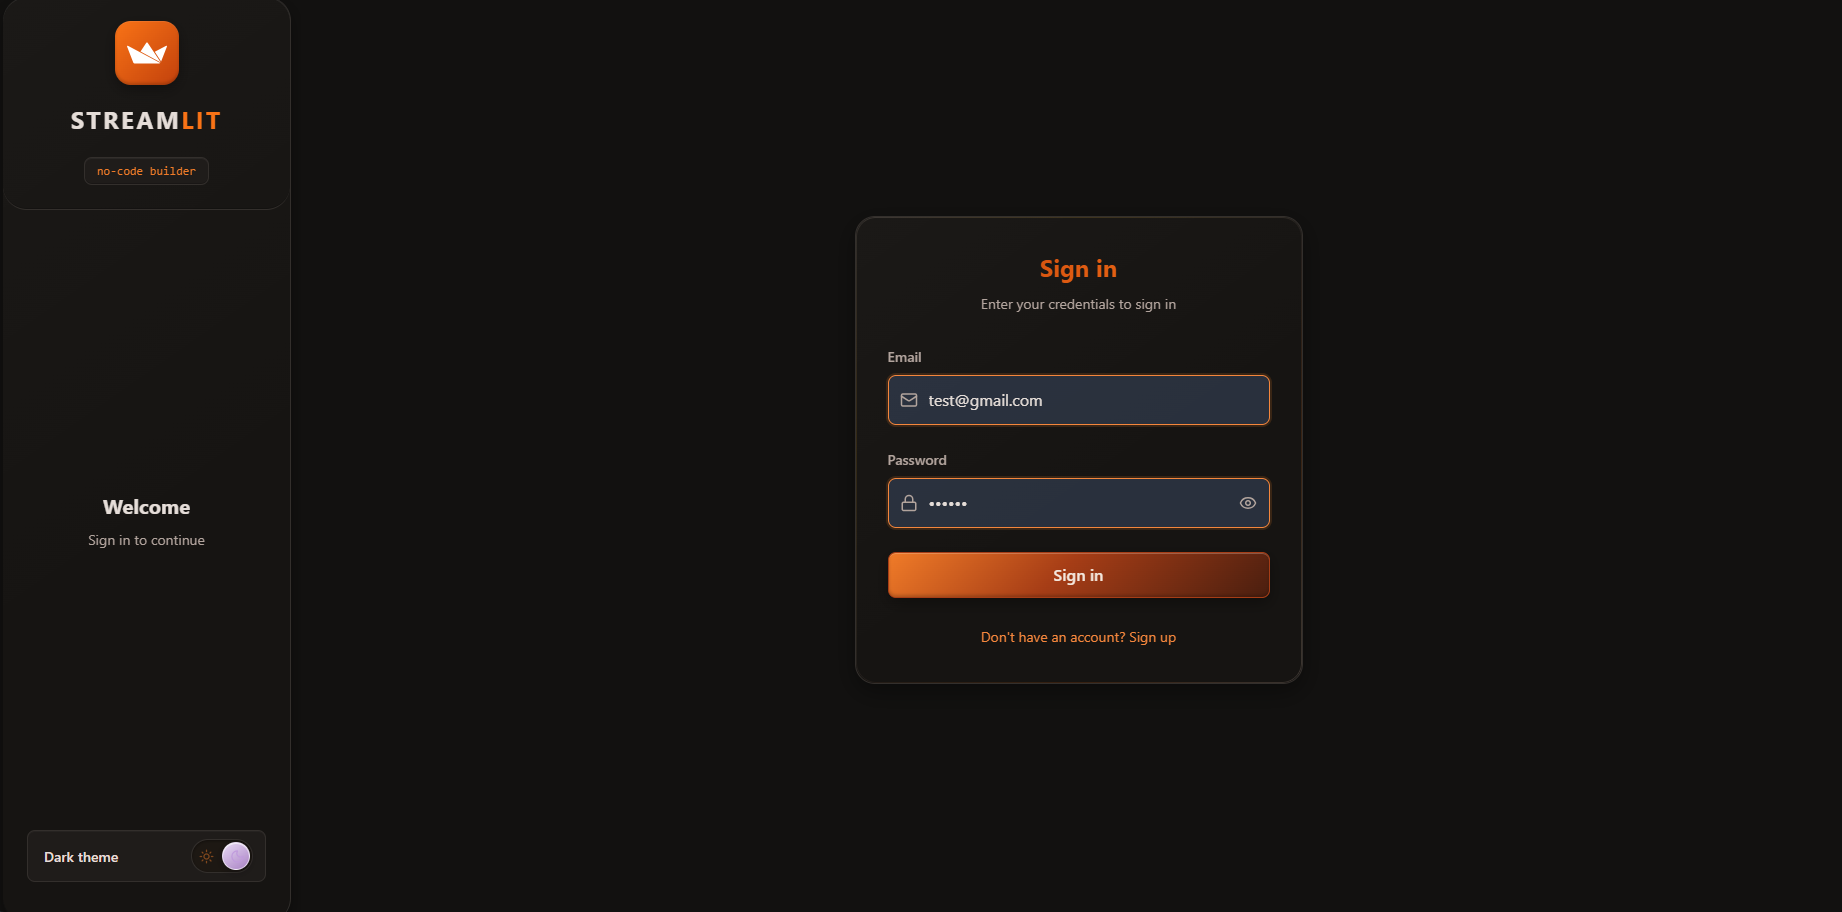 STREAMLIT
no-code builder
Welcome
Sign in to continue
Dark theme
Sign in
Enter your credentials to sign in
Email
test@gmail.com
Password
••••••
Sign in
Don't have an account? Sign up